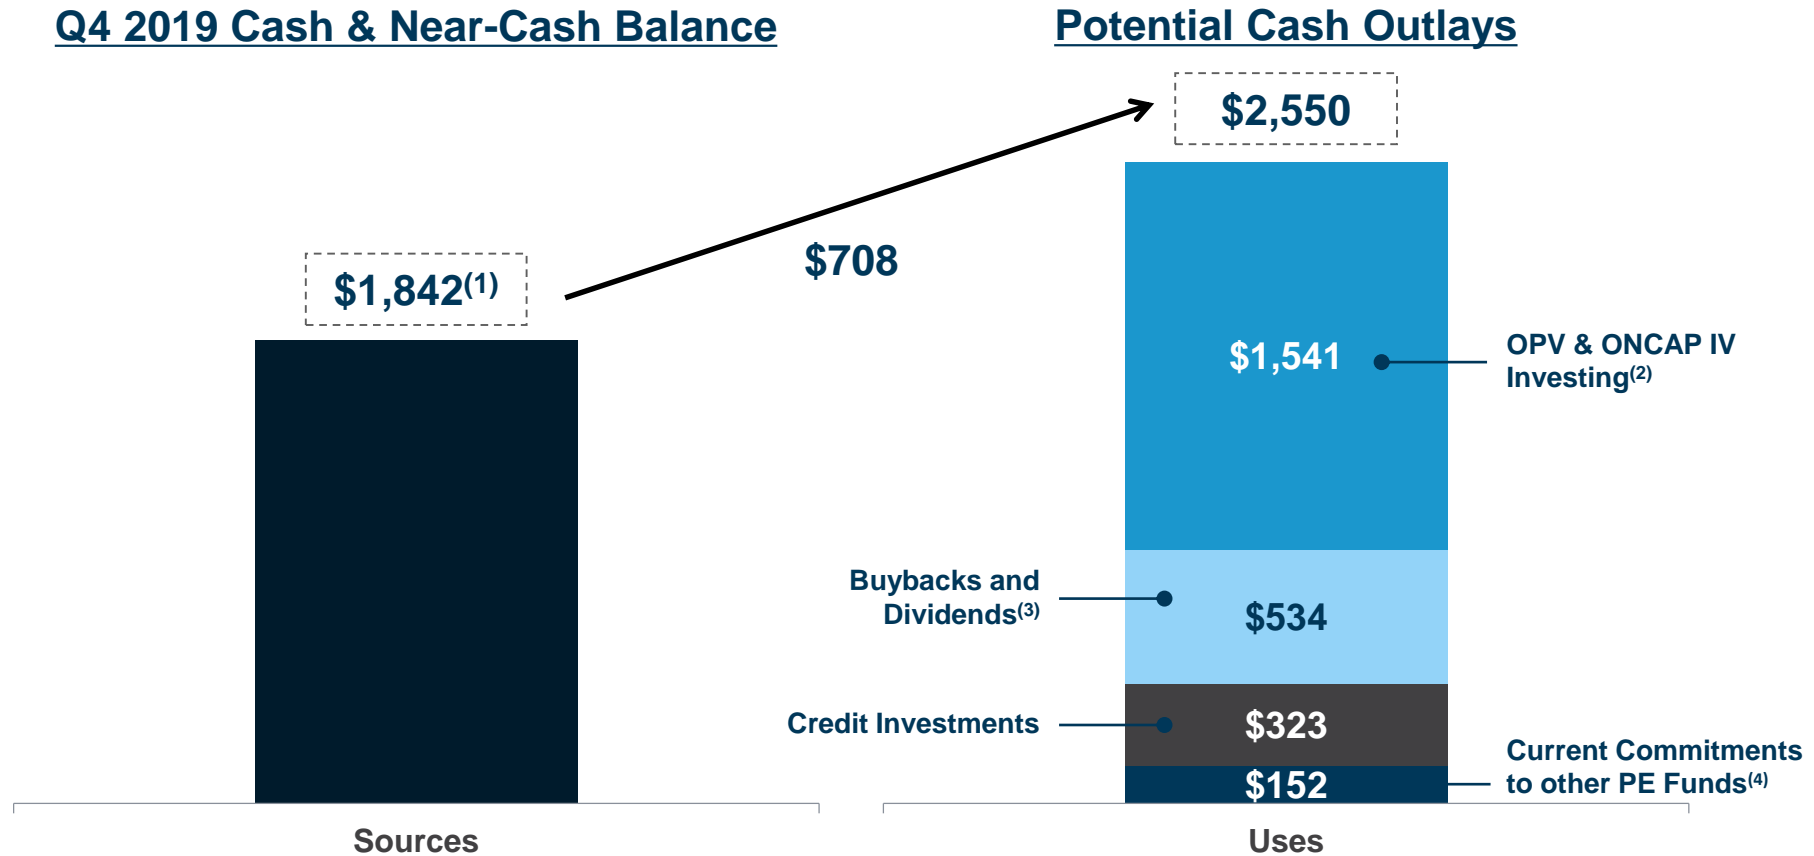 Q4 2019 Cash & Near-Cash Balance
$1,842(1)
Sources
$708
Potential Cash Outlays
$2,550
$1,541
OPV & ONCAP IV
Investing(2)
Buybacks and
Dividends(3)
$534
Credit Investments
$323
$152
Current Commitments
to other PE Funds(4)
Uses